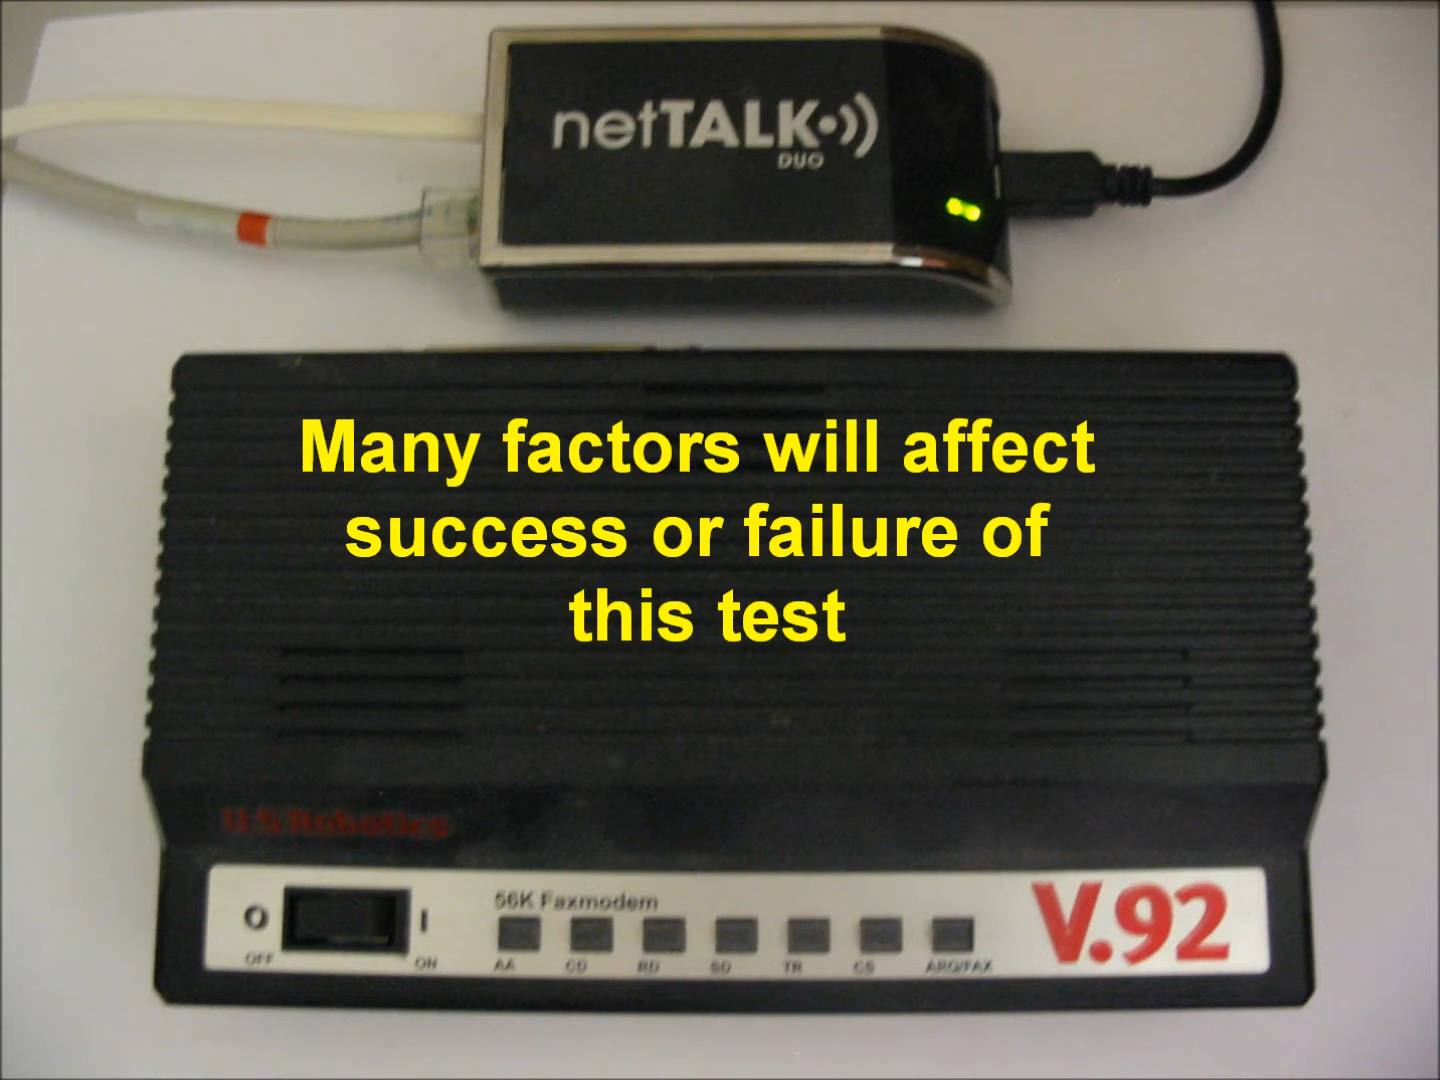 netTALK
DUO
Many factors will affect
success or failure of
this test
U.S.Robotics
56K Faxmodem
V.92
O I
OFF ON AA CD RD SD TR CS ARQ/FAX